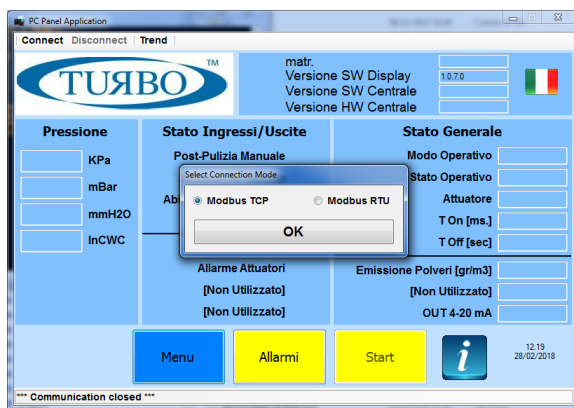 PC Panel Application
Connect Disconnect Trend
TURBO TM
matr.
Versione SW Display 1.0.7.0
Versione SW Centrale
Versione HW Centrale
Pressione
KPa
mBar
mmH2O
InCWC
Stato Ingressi/Uscite
Post-Pulizia Manuale
Select Connection Mode
Modbus TCP Modbus RTU
OK
Allarme Attuatori
[Non Utilizzato]
[Non Utilizzato]
Stato Generale
Modo Operativo
Stato Operativo
Attuatore
T On [ms.]
T Off [sec]
Emissione Polveri [gr/m3]
[Non Utilizzato]
OUT 4-20 mA
Menu
Allarmi
Start
i
12.19
28/02/2018
*** Communication closed ***